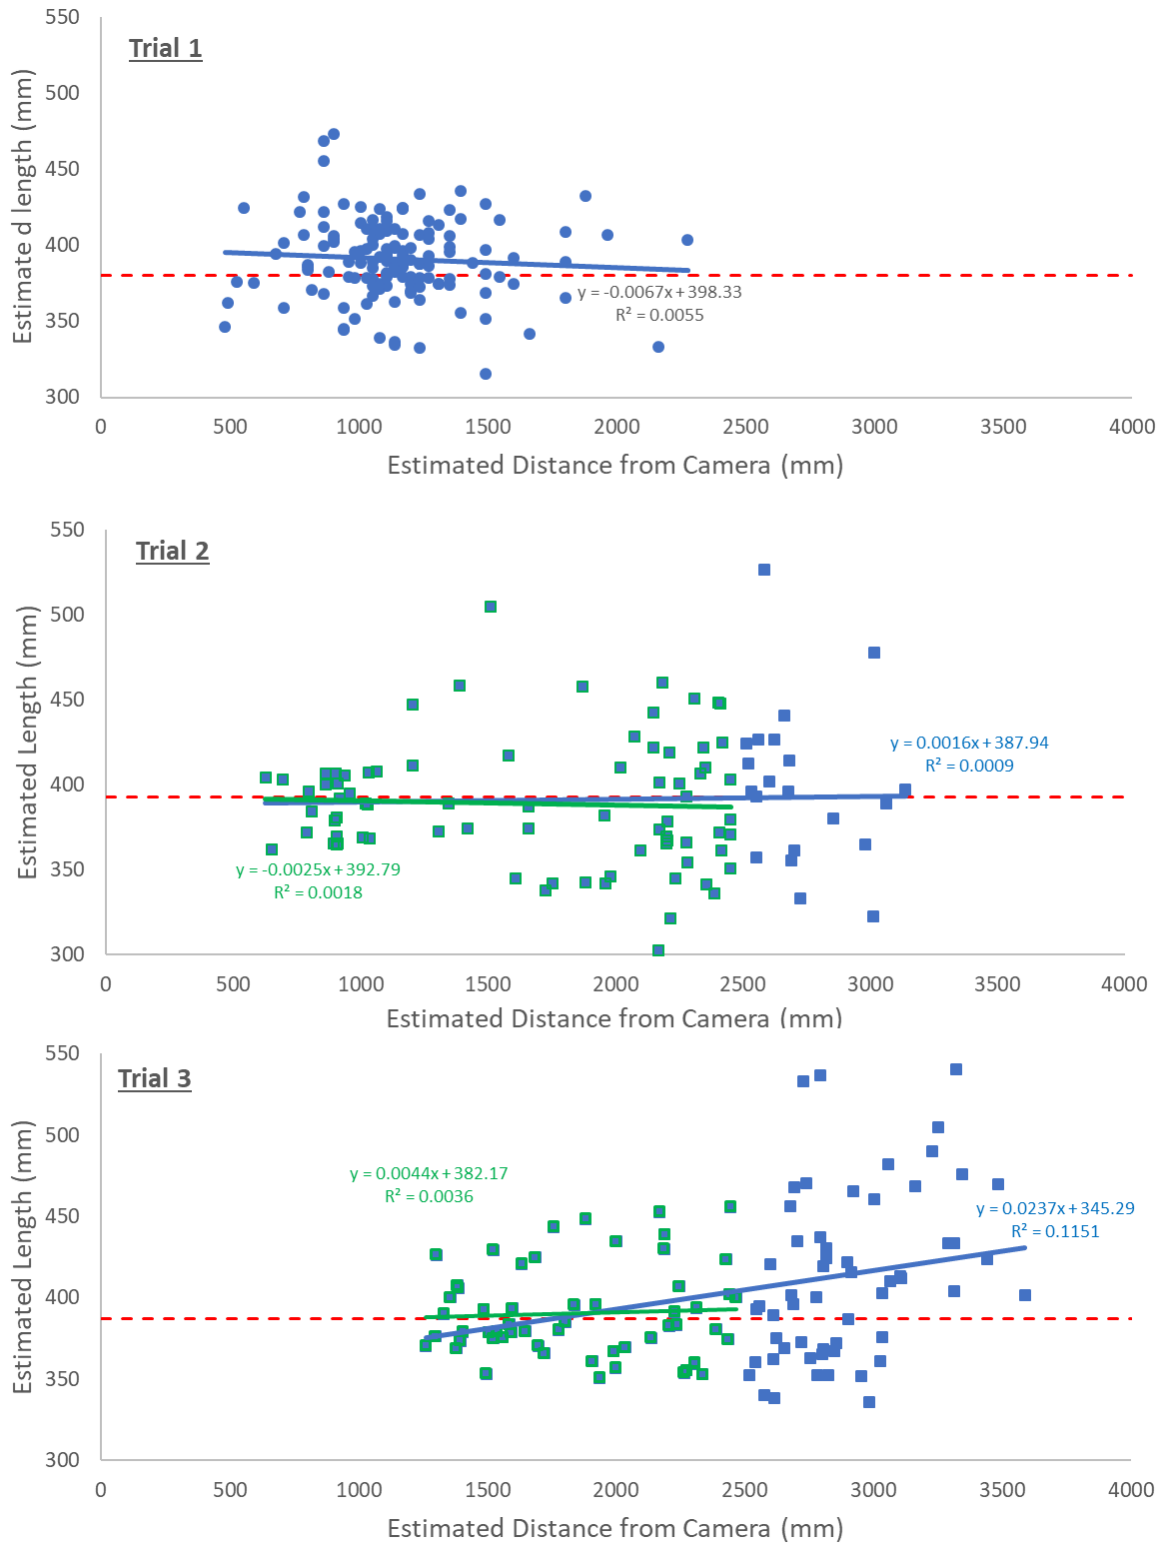 550
Trial 1
500
450
400
350
300
Estimate d length (mm)
y = -0.0067x + 398.33
R² = 0.0055
0 500 1000 1500 2000 2500 3000 3500 4000
Estimated Distance from Camera (mm)
550
Trial 2
500
450
400
350
300
Estimated Length (mm)
y = 0.0016x + 387.94
R² = 0.0009
y = -0.0025x + 392.79
R² = 0.0018
0 500 1000 1500 2000 2500 3000 3500 4000
Estimated Distance from Camera (mm)
550
Trial 3
500
450
400
350
300
Estimated Length (mm)
y = 0.0044x + 382.17
R² = 0.0036
y = 0.0237x + 345.29
R² = 0.1151
0 500 1000 1500 2000 2500 3000 3500 4000
Estimated Distance from Camera (mm)